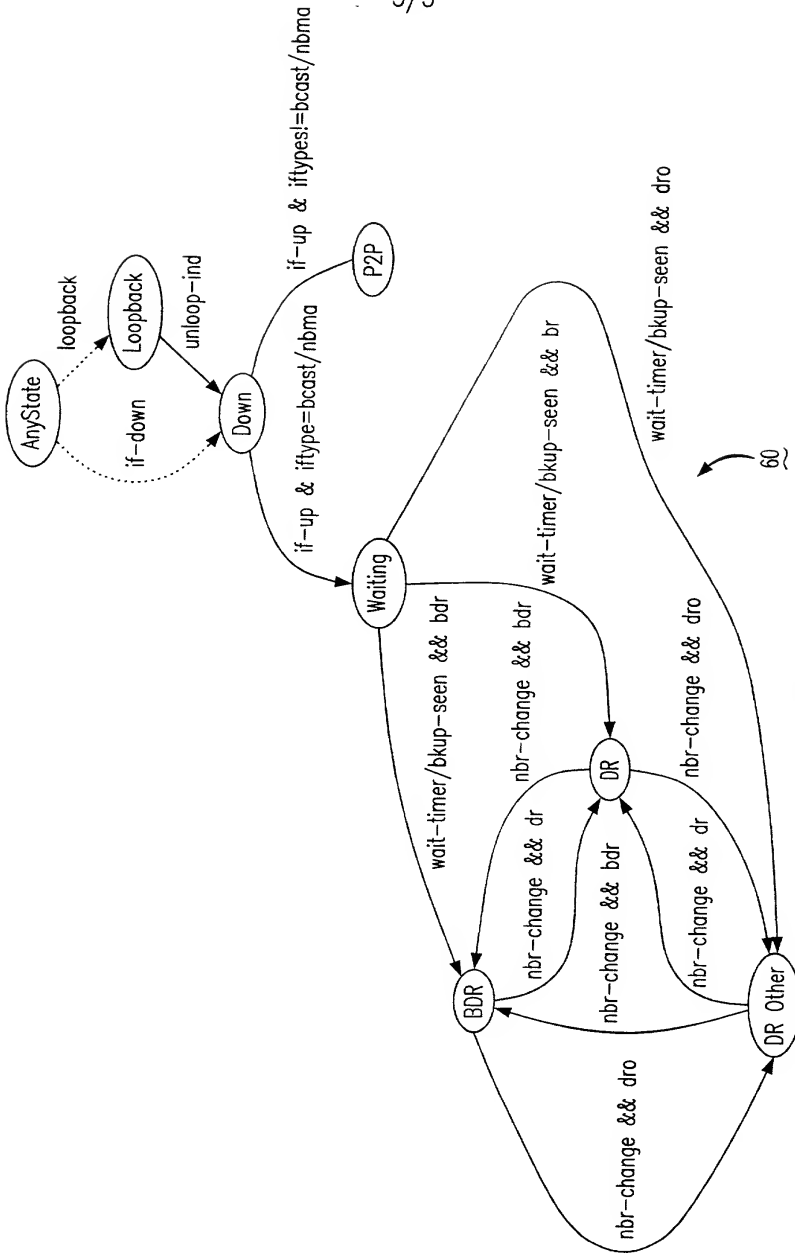 AnyState
loopback
Loopback
if-down
unloop-ind
Down
if-up & iftypes!=bcast/nbma
P2P
if-up & iftype=bcast/nbma
Waiting
wait-timer/bkup-seen && bdr
wait-timer/bkup-seen && br
wait-timer/bkup-seen && dro
nbr-change && bdr
DR
BDR
nbr-change && dr
nbr-change && bdr
nbr-change && dr
nbr-change && dro
nbr-change && dro
DR Other
60